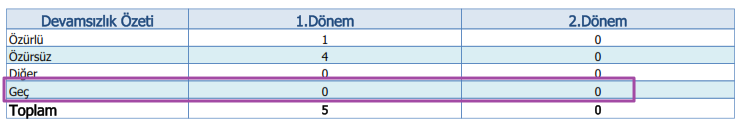 Devamsızlık Özeti 1.Dönem 2.Dönem
Özürlü 1 0
Özürsüz 4 0
Diğer 0 0
Geç 0 0
Toplam 5 0